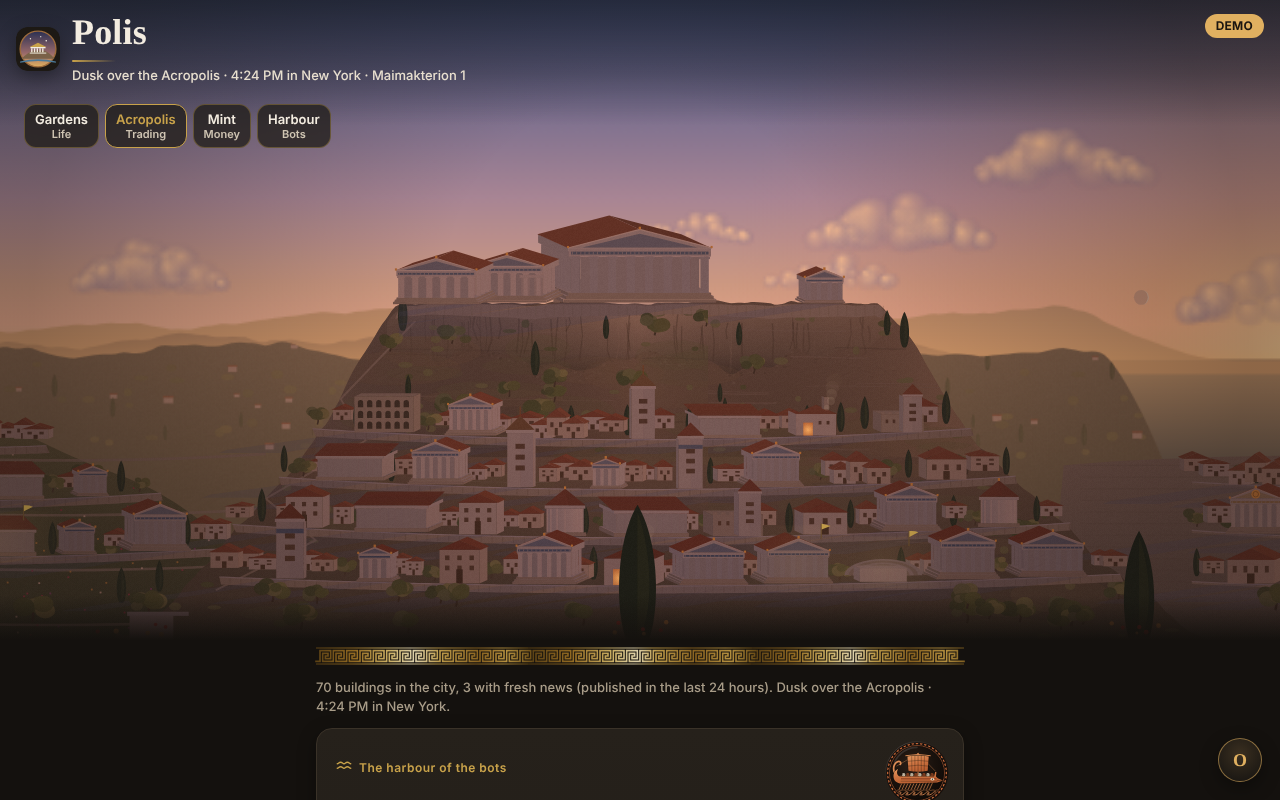 Polis
DEMO
Dusk over the Acropolis · 4:24 PM in New York · Maimakterion 1
Gardens
Life
Acropolis
Trading
Mint
Money
Harbour
Bots
70 buildings in the city, 3 with fresh news (published in the last 24 hours). Dusk over the Acropolis ·
4:24 PM in New York.
The harbour of the bots
O